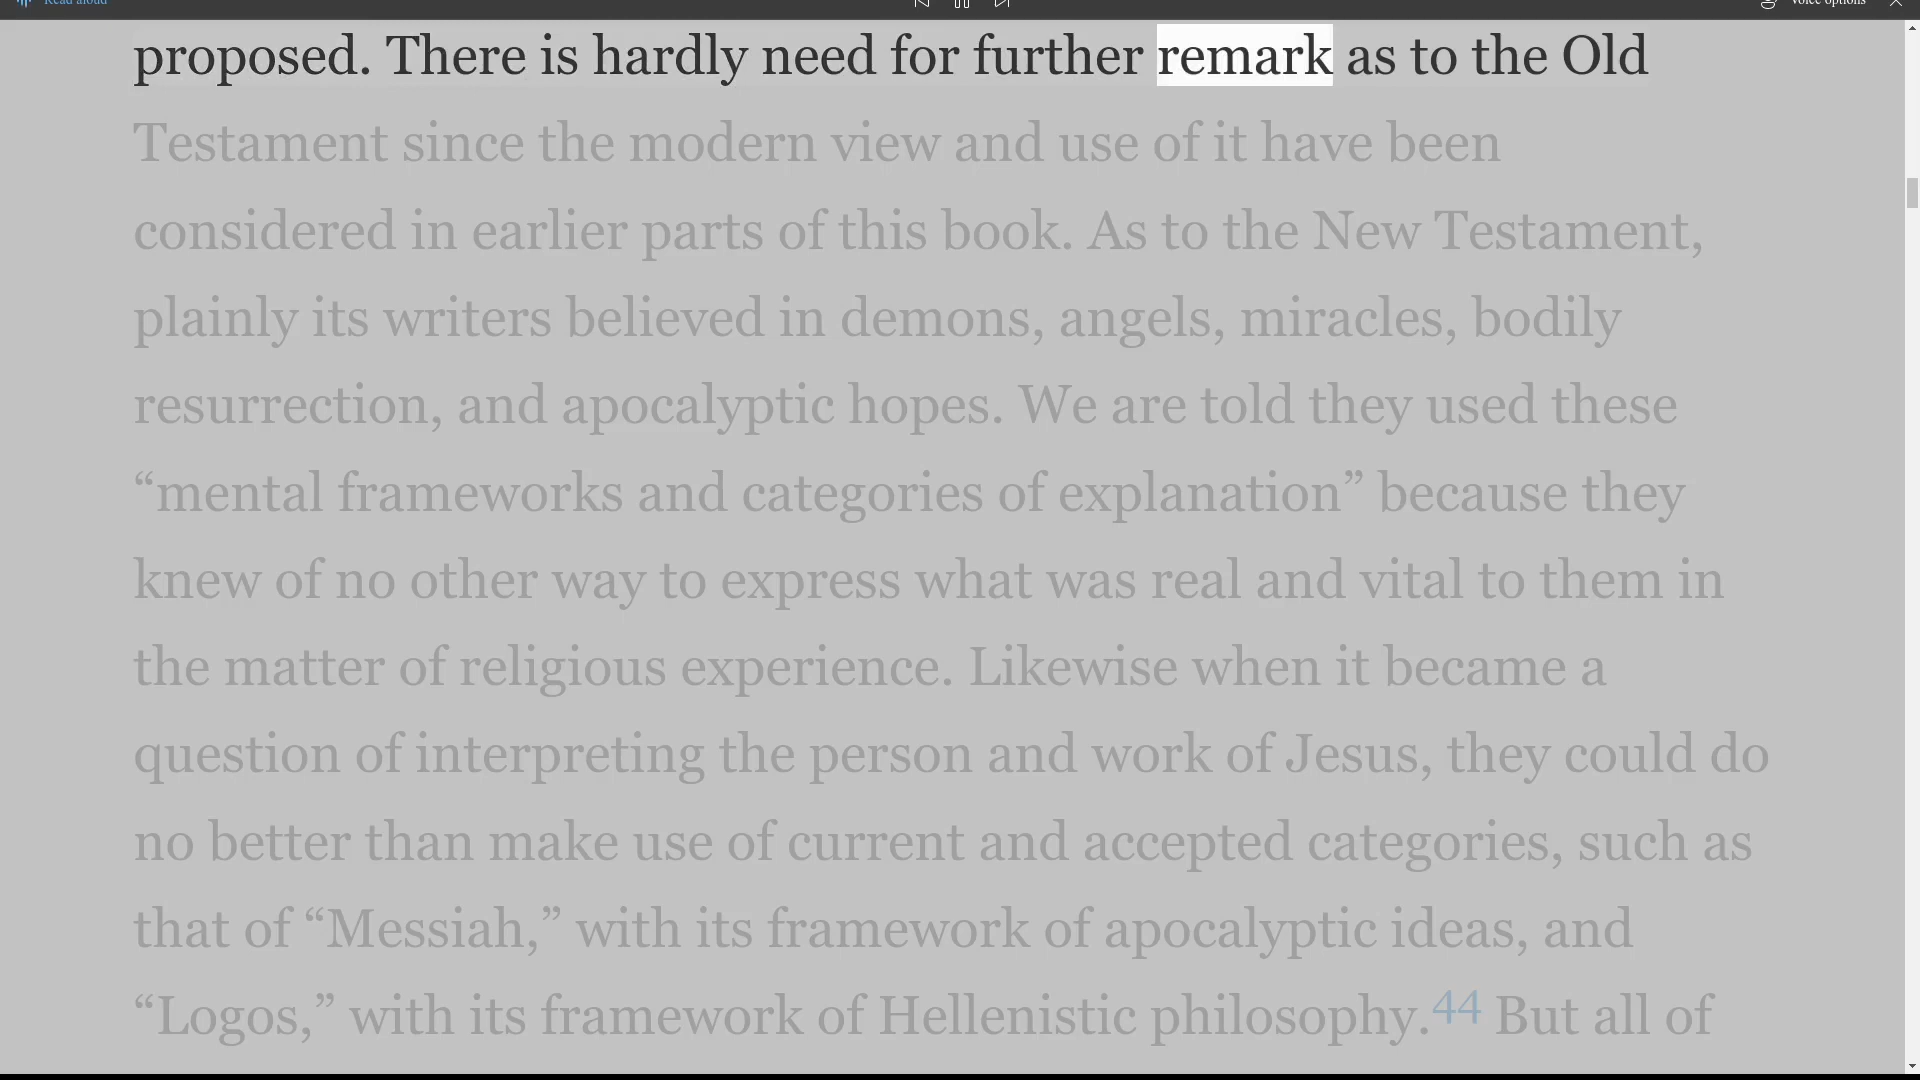 Read aloud
Voice options
proposed. There is hardly need for further remark as to the Old
Testament since the modern view and use of it have been
considered in earlier parts of this book. As to the New Testament,
plainly its writers believed in demons, angels, miracles, bodily
resurrection, and apocalyptic hopes. We are told they used these
“mental frameworks and categories of explanation” because they
knew of no other way to express what was real and vital to them in
the matter of religious experience. Likewise when it became a
question of interpreting the person and work of Jesus, they could do
no better than make use of current and accepted categories, such as
that of “Messiah,” with its framework of apocalyptic ideas, and
“Logos,” with its framework of Hellenistic philosophy.44 But all of